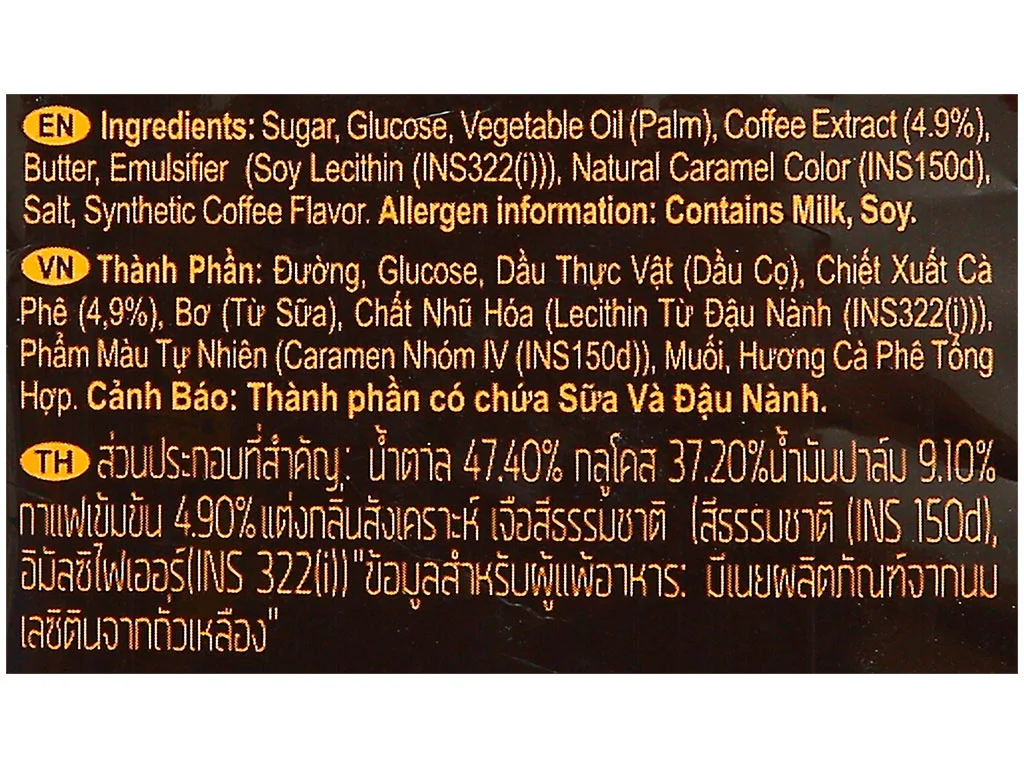 EN Ingredients: Sugar, Glucose, Vegetable Oil (Palm), Coffee Extract (4.9%),
Butter, Emulsifier (Soy Lecithin (INS322(i))), Natural Caramel Color (INS150d),
Salt, Synthetic Coffee Flavor. Allergen information: Contains Milk, Soy.
VN Thành Phần: Đường, Glucose, Dầu Thực Vật (Dầu Cọ), Chiết Xuất Cà
Phê (4,9%), Bơ (Từ Sữa), Chất Nhũ Hóa (Lecithin Từ Đậu Nành (INS322(i))),
Phẩm Màu Tự Nhiên (Caramen Nhóm IV (INS150d)), Muối, Hương Cà Phê Tổng
Hợp. Cảnh Báo: Thành phần có chứa Sữa Và Đậu Nành.
TH ส่วนประกอบที่สำคัญ: น้ำตาล 47.40% กลูโคส 37.20%น้ำมันปาล์ม 9.10%
กาแฟเข้มข้น 4.90%แต่งกลิ่นสังเคราะห์ เจือสีธรรมชาติ (สีธรรมชาติ (INS 150d),
อิมัลซิไฟเออร์(INS 322(i))"ข้อมูลสำหรับผู้แพ้อาหาร: มีเนยผลิตภัณฑ์จากนม
เลซิตินจากถั่วเหลือง"